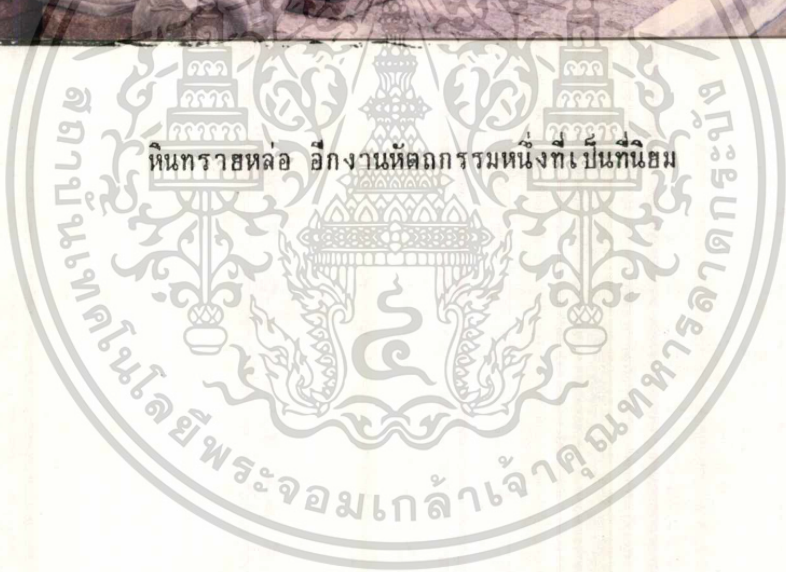 หินทรายหล่อ อีกงานหัตถกรรมหนึ่งที่เป็นที่นิยม
สถาบันเทคโนโลยีพระจอมเกล้าเจ้าคุณทหารลาดกระบัง